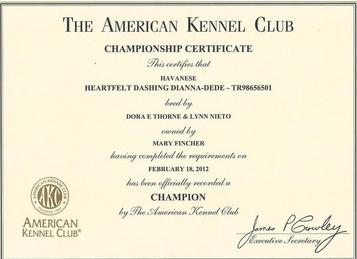 THE AMERICAN KENNEL CLUB
CHAMPIONSHIP CERTIFICATE
This certifies that
HAVANESE
HEARTFELT DASHING DIANNA-DEDE – TR98656501
bred by
DORA E THORNE & LYNN NIETO
owned by
MARY FINCHER
having completed the requirements on
FEBRUARY 18, 2012
has been officially recorded a
CHAMPION
by The American Kennel Club
AKC
AMERICAN
KENNEL CLUB®
James P Crowley
Executive Secretary